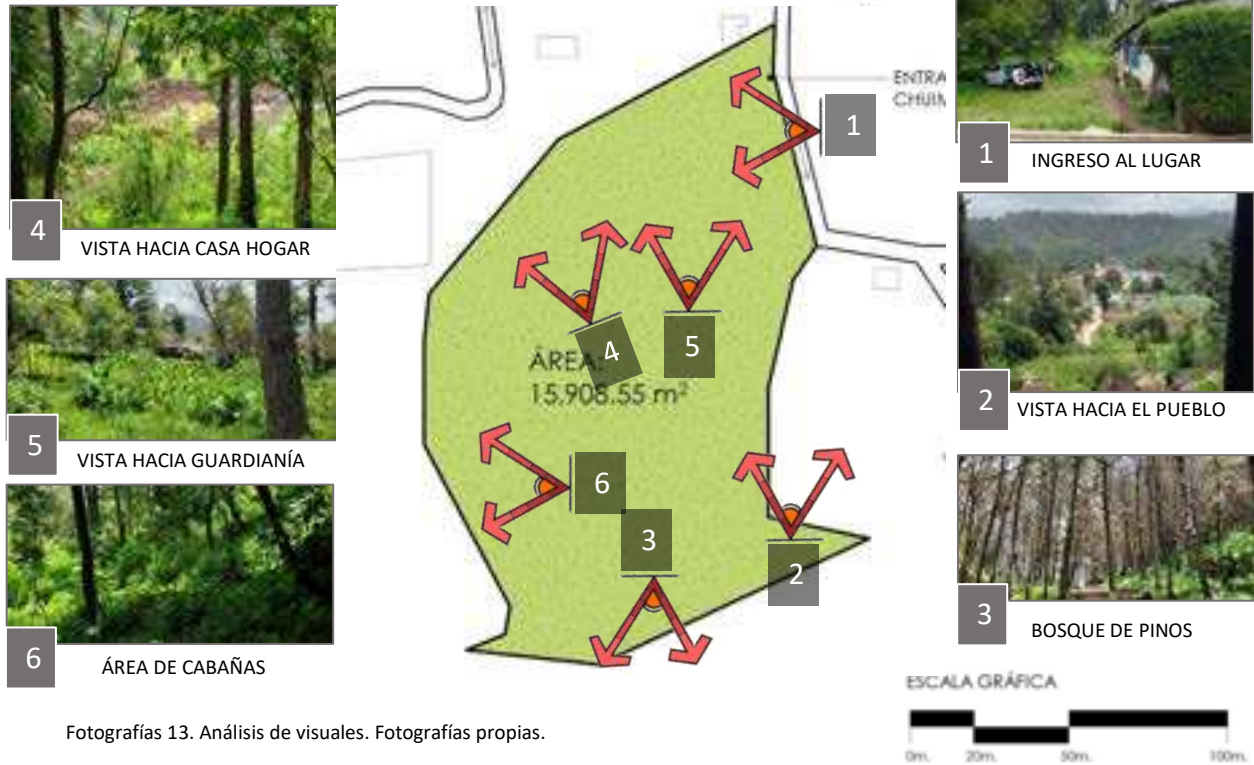 4
VISTA HACIA CASA HOGAR
5
VISTA HACIA GUARDIANÍA
6
ÁREA DE CABAÑAS
ENTRA
CHUIM
1
4
5
ÁREA:
15,908.55 m²
6
3
2
1
INGRESO AL LUGAR
2
VISTA HACIA EL PUEBLO
3
BOSQUE DE PINOS
ESCALA GRÁFICA
0m. 20m. 50m. 100m.
Fotografías 13. Análisis de visuales. Fotografías propias.